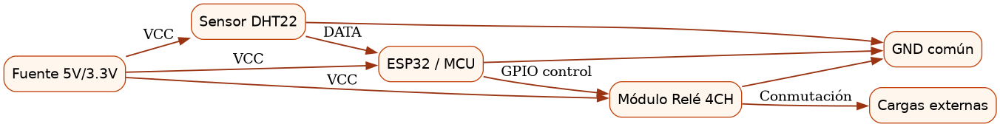 Sensor DHT22
VCC
DATA
Fuente 5V/3.3V
VCC
ESP32 / MCU
GND común
VCC
GPIO control
Módulo Relé 4CH
Conmutación
Cargas externas